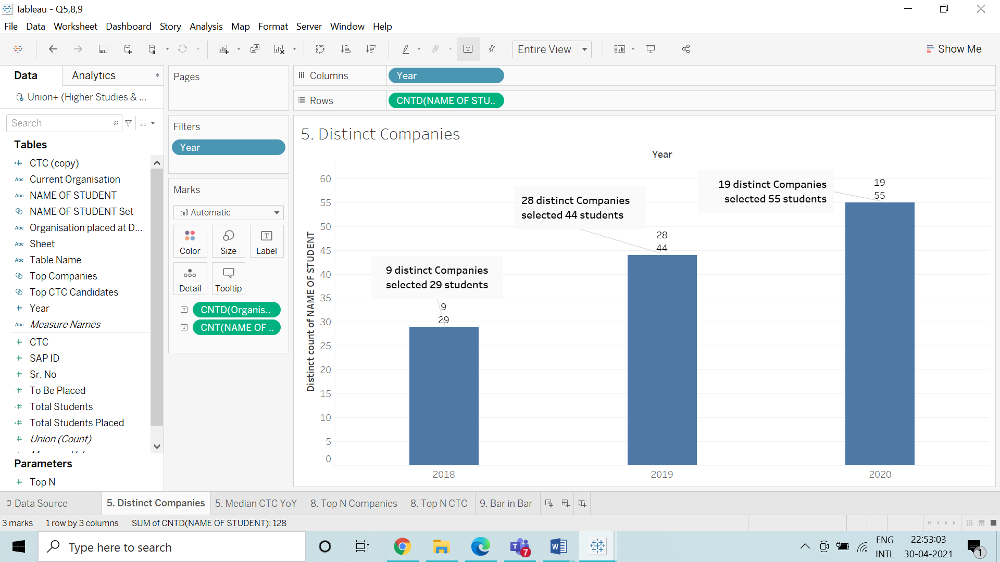 Tableau - Q5,8,9
File Data Worksheet Dashboard Story Analysis Map Format Server Window Help
Entire View
Show Me
Data Analytics
Union+ (Higher Studies & ...
Search
Tables
CTC (copy)
Abc Current Organisation
Abc NAME OF STUDENT
NAME OF STUDENT Set
Abc Organisation placed at D...
Abc Sheet
Abc Table Name
Top Companies
Top CTC Candidates
Year
Abc Measure Names
CTC
SAP ID
Sr. No
To Be Placed
Total Students
Total Students Placed
Union (Count)
Parameters
Top N
Pages
Filters
Year
Marks
Automatic
Color Size Label
Detail Tooltip
CNTD(Organis..
CNT(NAME OF ..
Columns Year
Rows CNTD(NAME OF STU..
5. Distinct Companies
Year
Distinct count of NAME OF STUDENT
60
55
50
45
40
35
30
25
20
15
10
5
0
9 distinct Companies
selected 29 students
9
29
28 distinct Companies
selected 44 students
28
44
19 distinct Companies
selected 55 students
19
55
2018 2019 2020
Data Source 5. Distinct Companies 5. Median CTC YoY 8. Top N Companies 8. Top N CTC 9. Bar in Bar
3 marks 1 row by 3 columns SUM of CNTD(NAME OF STUDENT): 128
Type here to search
7
ENG
INTL
22:53:03
30-04-2021
1